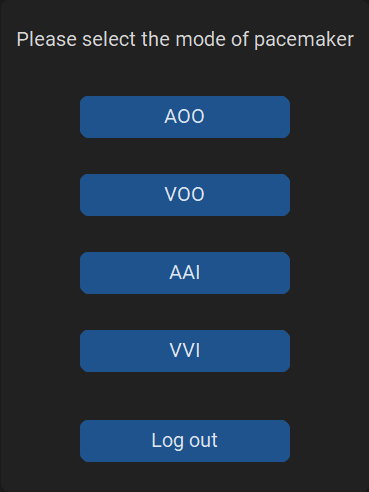 Please select the mode of pacemaker
AOO
VOO
AAI
VVI
Log out